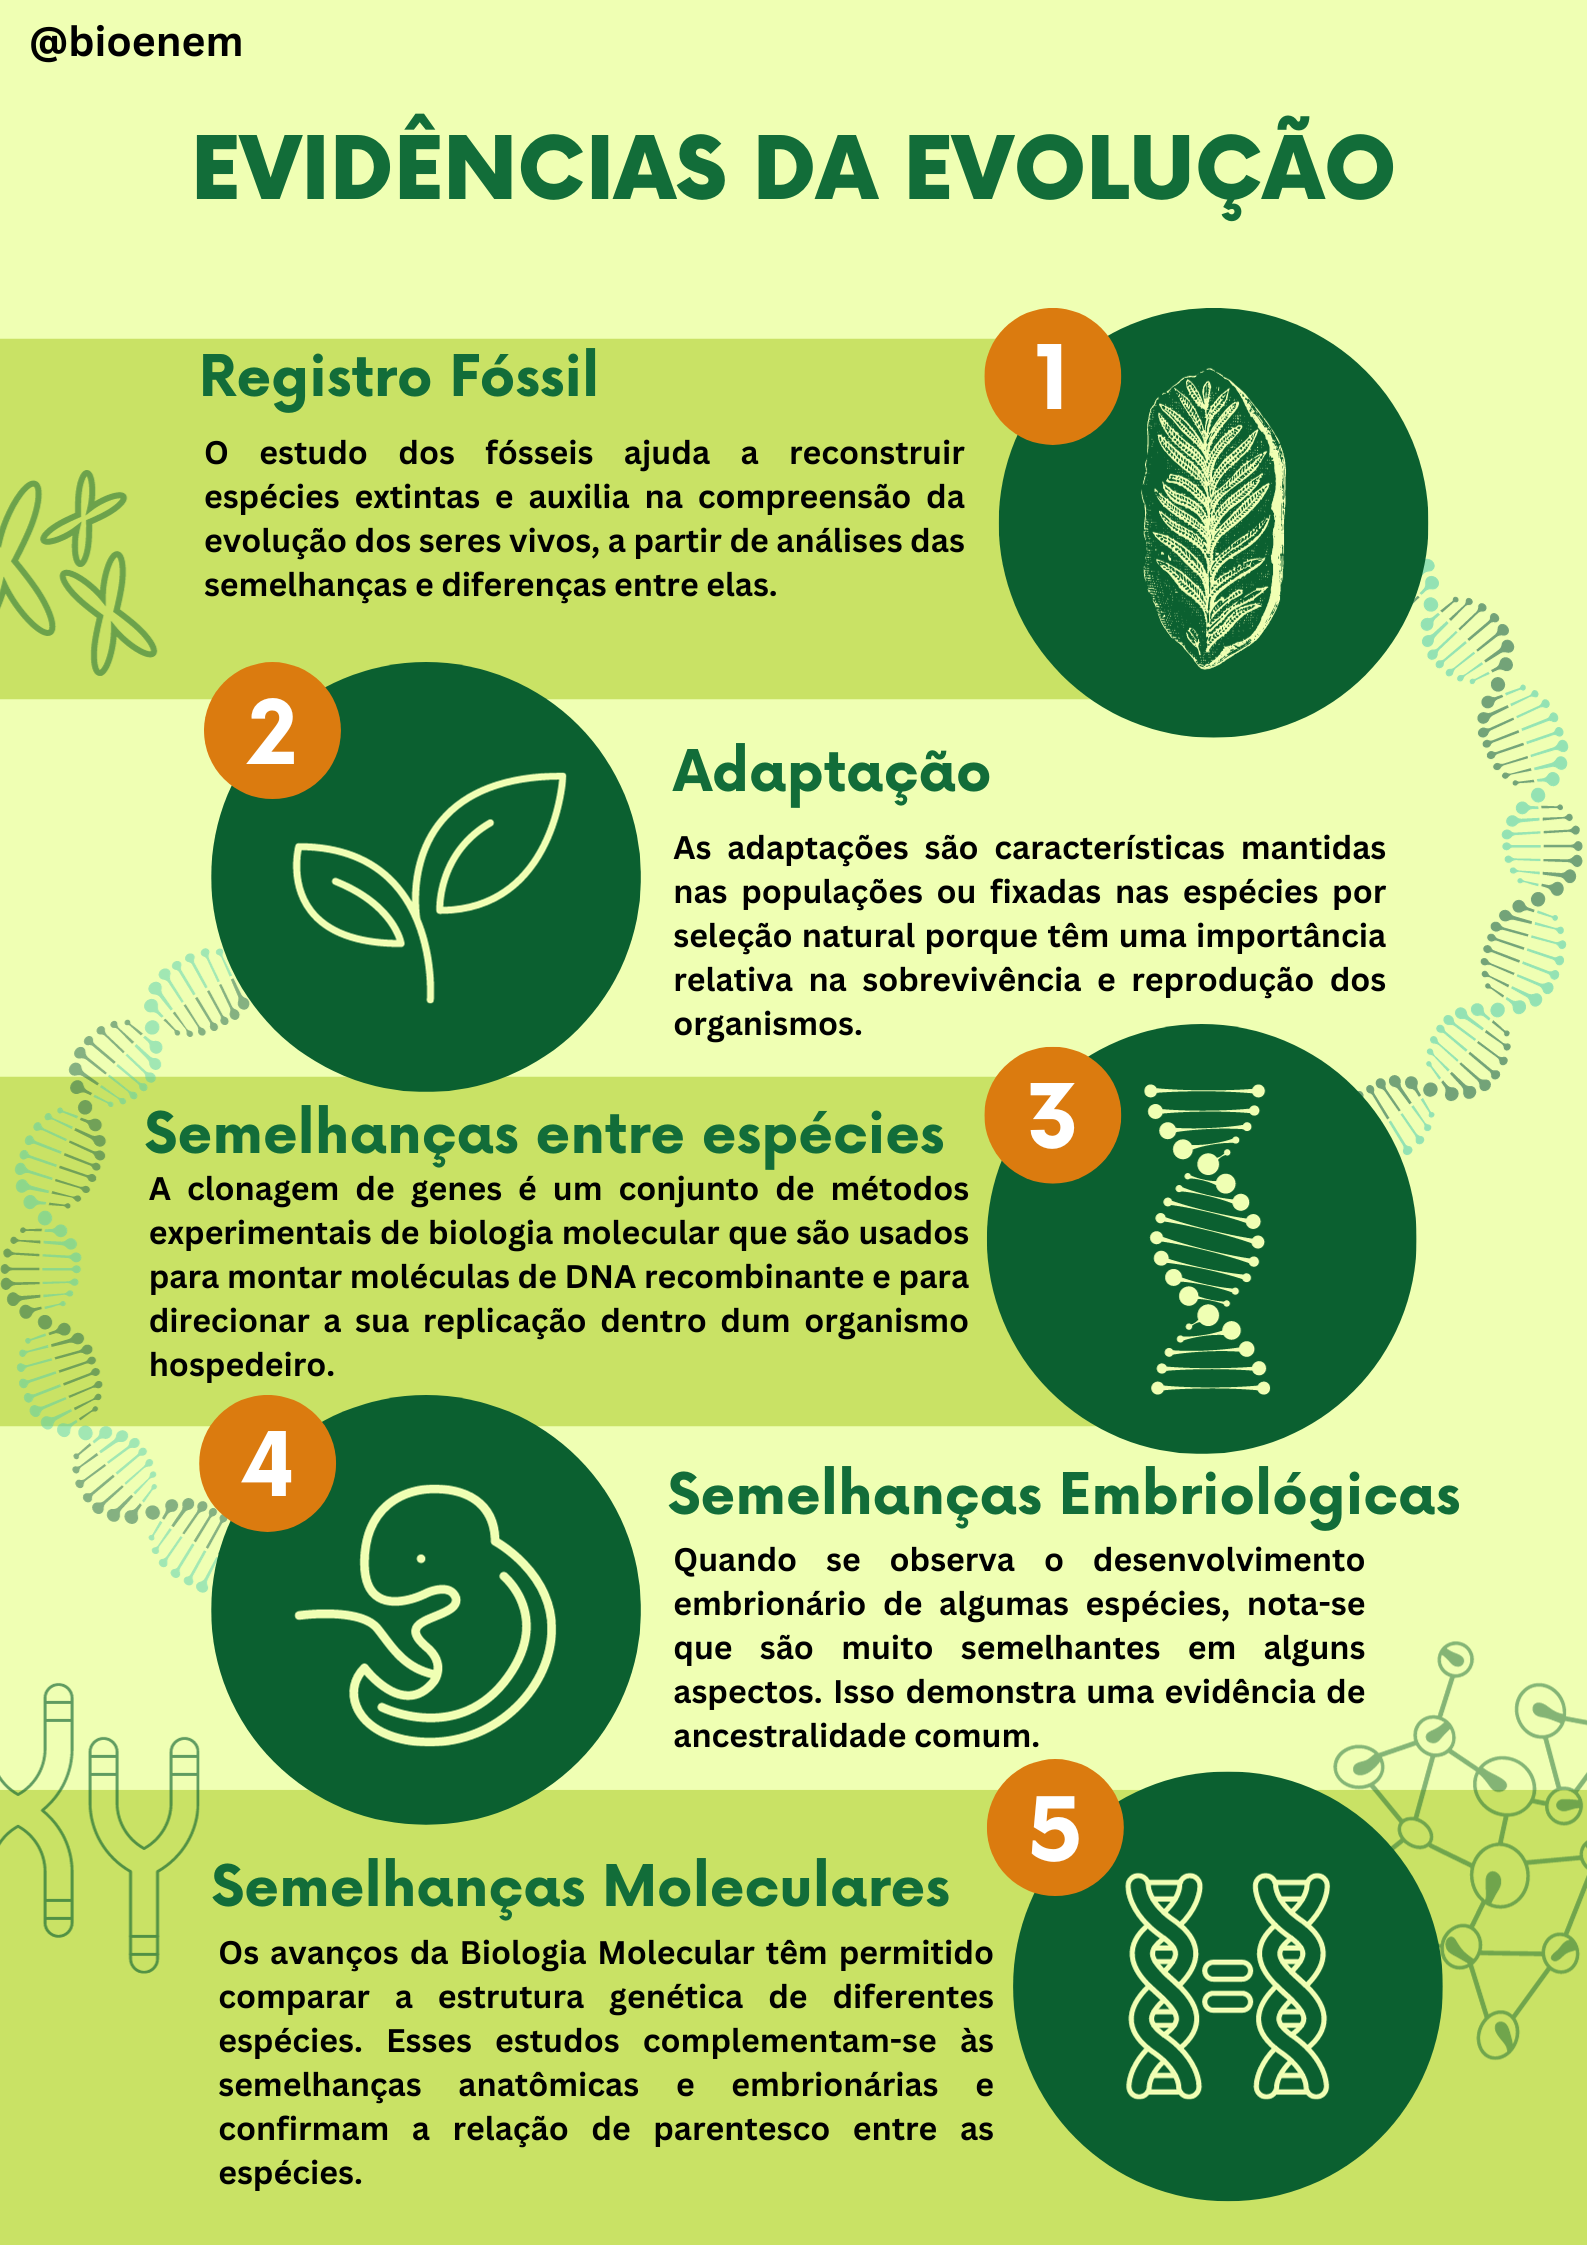 @bioenem
EVIDÊNCIAS DA EVOLUÇÃO
1
Registro Fóssil
O estudo dos fósseis ajuda a reconstruir
espécies extintas e auxilia na compreensão da
evolução dos seres vivos, a partir de análises das
semelhanças e diferenças entre elas.
2
Adaptação
As adaptações são características mantidas
nas populações ou fixadas nas espécies por
seleção natural porque têm uma importância
relativa na sobrevivência e reprodução dos
organismos.
3
Semelhanças entre espécies
A clonagem de genes é um conjunto de métodos
experimentais de biologia molecular que são usados
para montar moléculas de DNA recombinante e para
direcionar a sua replicação dentro dum organismo
hospedeiro.
4
Semelhanças Embriológicas
Quando se observa o desenvolvimento
embrionário de algumas espécies, nota-se
que são muito semelhantes em alguns
aspectos. Isso demonstra uma evidência de
ancestralidade comum.
5
Semelhanças Moleculares
Os avanços da Biologia Molecular têm permitido
comparar a estrutura genética de diferentes
espécies. Esses estudos complementam-se às
semelhanças anatômicas e embrionárias e
confirmam a relação de parentesco entre as
espécies.